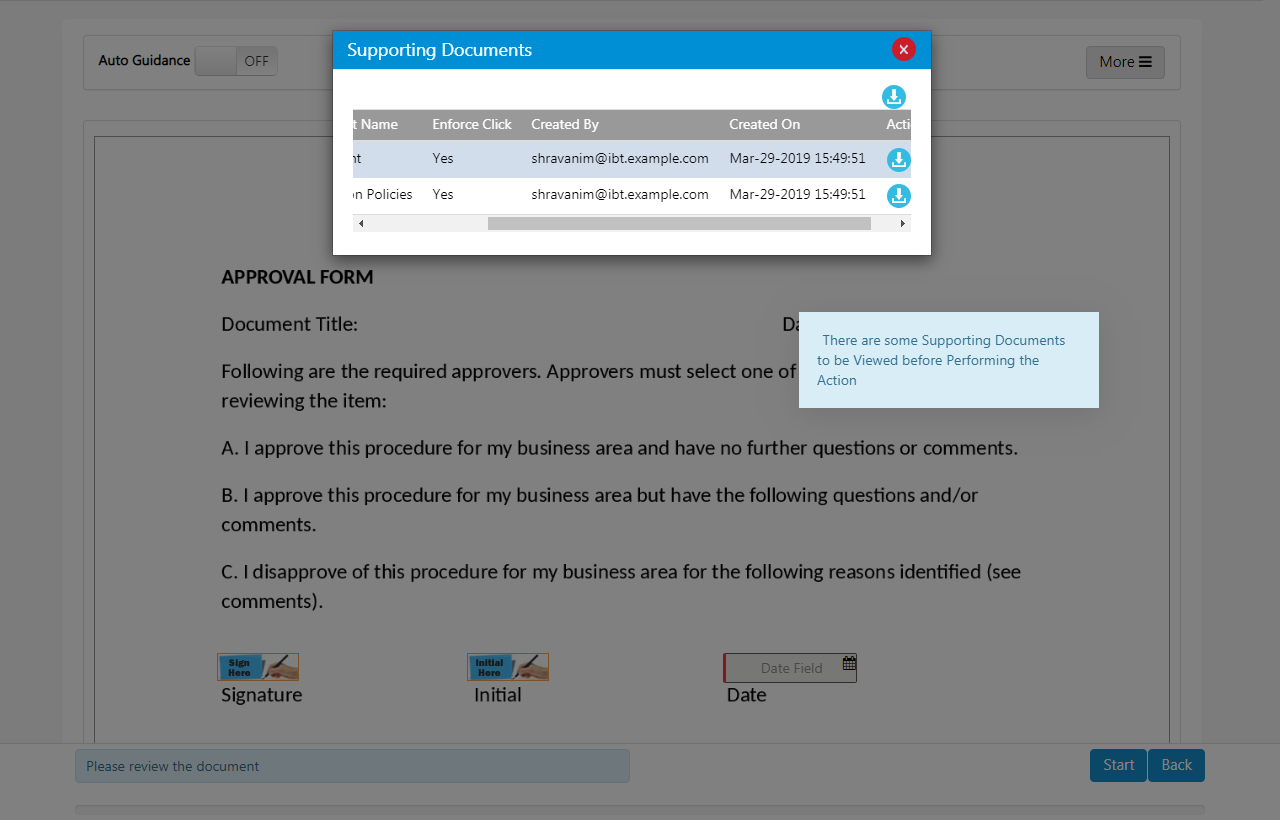 Auto Guidance OFF
Supporting Documents
More
Name Enforce Click Created By Created On
Yes shravanim@ibt.example.com Mar-29-2019 15:49:51
Policies Yes shravanim@ibt.example.com Mar-29-2019 15:49:51
APPROVAL FORM
Document Title:
There are some Supporting Documents
to be Viewed before Performing the
Action
Following are the required approvers. Approvers must select one of
reviewing the item:
A. I approve this procedure for my business area and have no further questions or comments.
B. I approve this procedure for my business area but have the following questions and/or
comments.
C. I disapprove of this procedure for my business area for the following reasons identified (see
comments).
Sign
Here
Initial
Here
Date Field
Signature Initial Date
Please review the document
Start Back